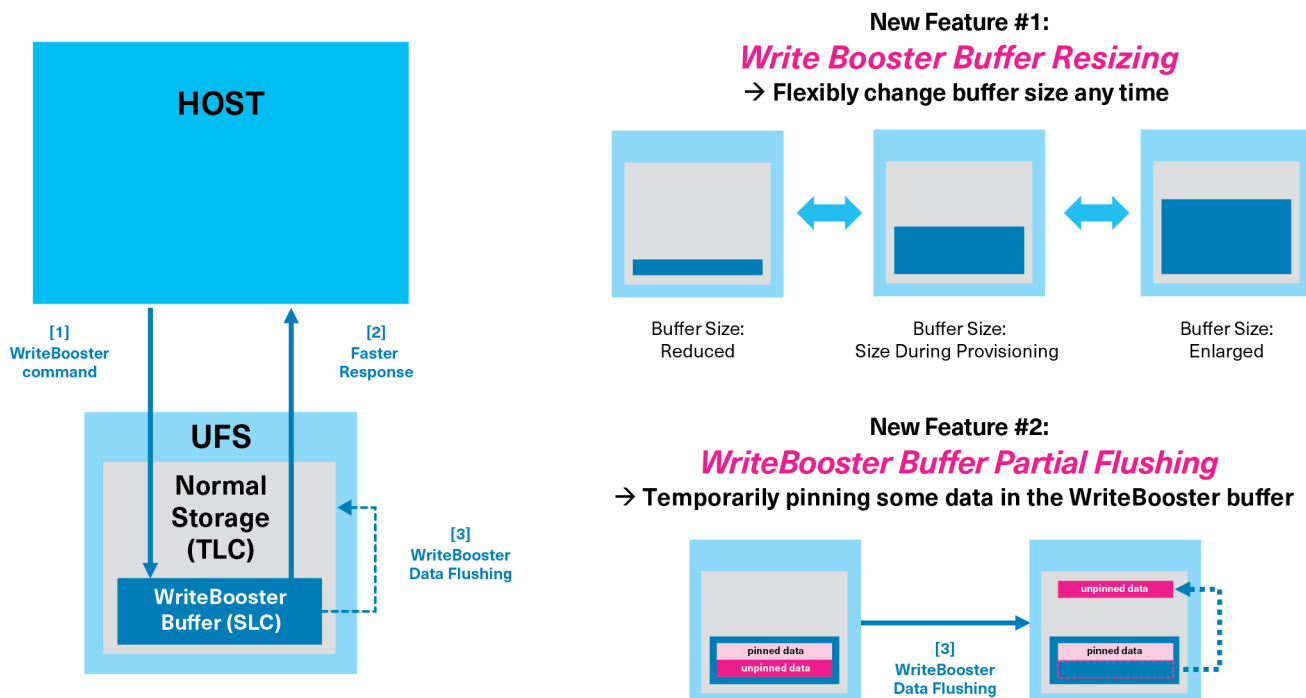 HOST
[1]
WriteBooster
command
[2]
Faster
Response
UFS
Normal
Storage
(TLC)
[3]
WriteBooster
Data Flushing
WriteBooster
Buffer (SLC)
New Feature #1:
Write Booster Buffer Resizing
→ Flexibly change buffer size any time
Buffer Size:
Reduced
Buffer Size:
Size During Provisioning
Buffer Size:
Enlarged
New Feature #2:
WriteBooster Buffer Partial Flushing
→ Temporarily pinning some data in the WriteBooster buffer
pinned data
unpinned data
[3]
WriteBooster
Data Flushing
unpinned data
pinned data